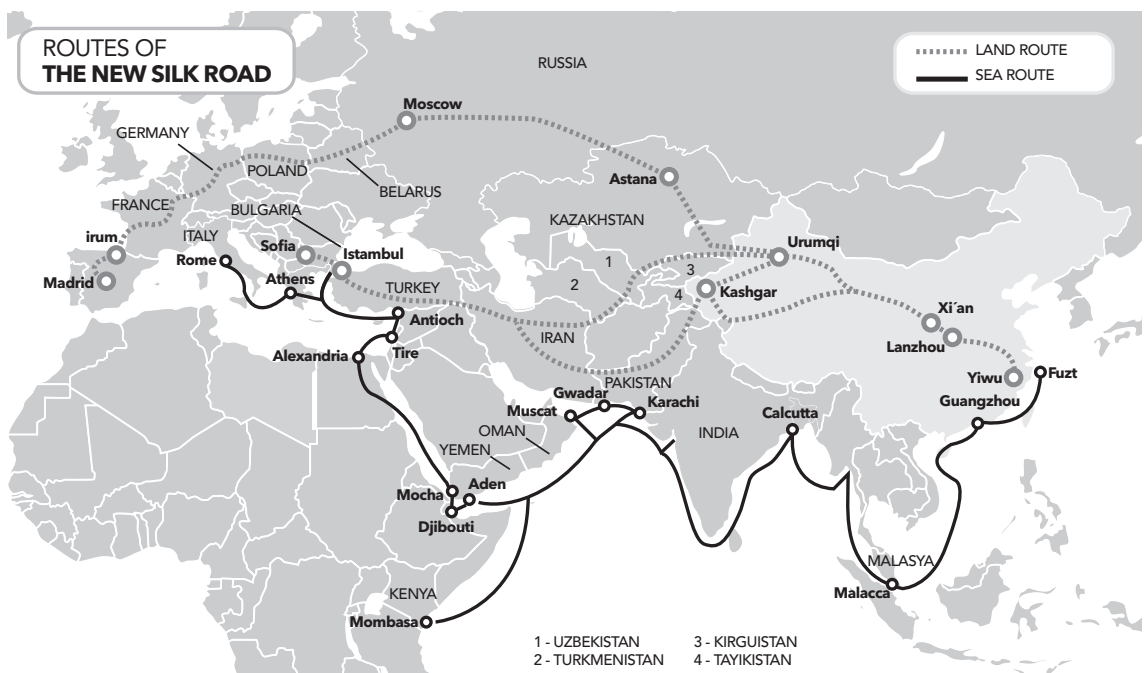 ROUTES OF
THE NEW SILK ROAD
LAND ROUTE
SEA ROUTE
RUSSIA
Moscow
GERMANY
POLAND
BELARUS
Astana
FRANCE
BULGARIA
KAZAKHSTAN
irum
ITALY
Sofia
Istambul
Urumqi
Rome
1
3
Madrid
Athens
TURKEY
2
4
Kashgar
Antioch
Xi´an
IRAN
Lanzhou
Alexandria
Tire
Yiwu
Fuzt
PAKISTAN
Gwadar
Karachi
Guangzhou
Muscat
Calcutta
OMAN
INDIA
YEMEN
Aden
Mocha
Djibouti
MALASYA
KENYA
Malacca
Mombasa
1 - UZBEKISTAN
3 - KIRGUISTAN
2 - TURKMENISTAN
4 - TAYIKISTAN